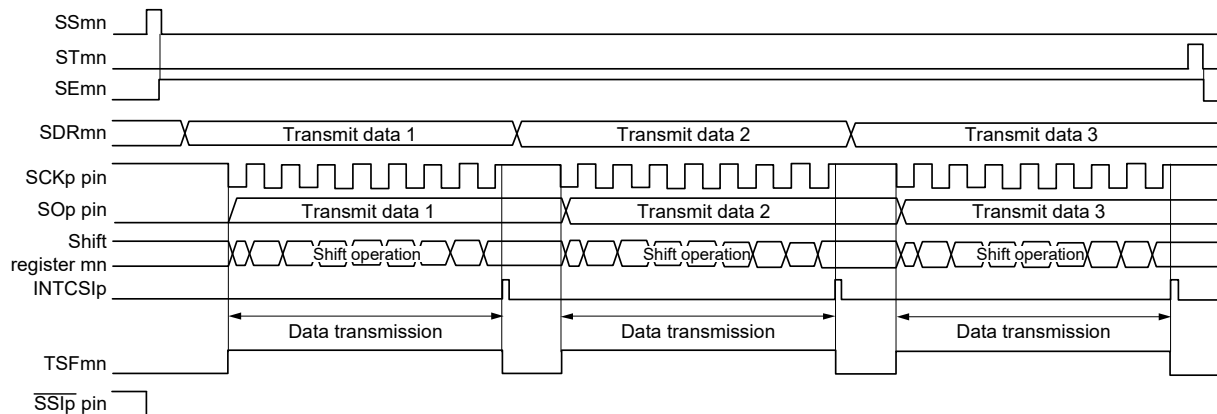 SSmn
STmn
SEmn
SDRmn Transmit data 1 Transmit data 2 Transmit data 3
SCKp pin
SOp pin Transmit data 1 Transmit data 2 Transmit data 3
Shift
register mn Shift operation Shift operation Shift operation
INTCSIp
Data transmission Data transmission Data transmission
TSFmn
SSIp pin